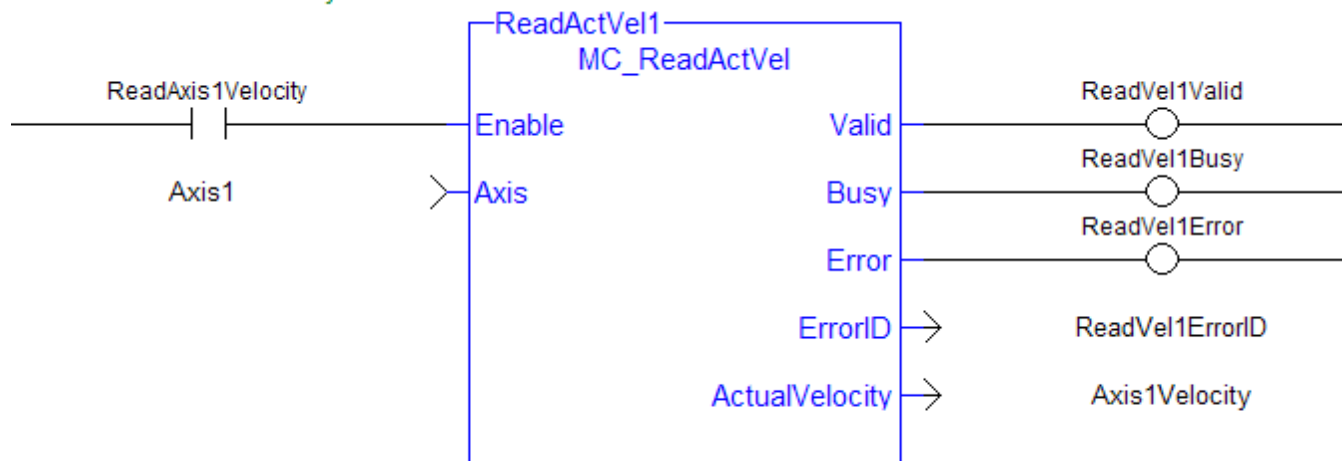 ReadActVel1
MC_ReadActVel
ReadAxis1Velocity
ReadVel1Valid
Enable
Valid
ReadVel1Busy
Axis1
Axis
Busy
ReadVel1Error
Error
ErrorID
ReadVel1ErrorID
ActualVelocity
Axis1Velocity